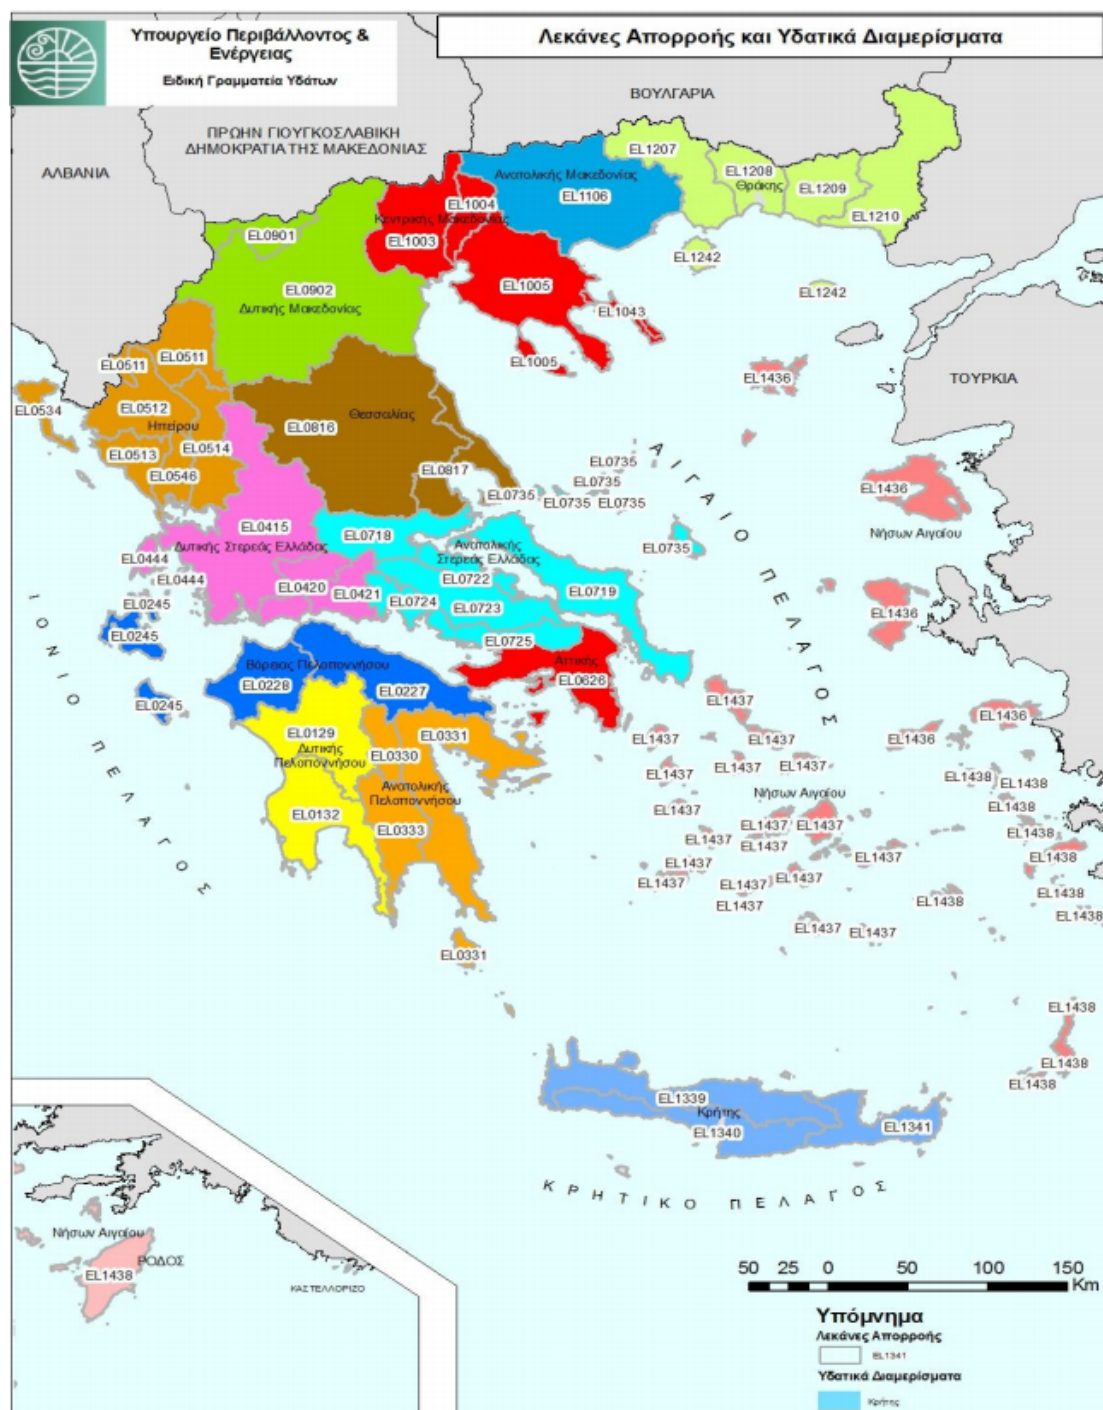 Υπουργείο Περιβάλλοντος &
Ενέργειας
Ειδική Γραμματεία Υδάτων
Λεκάνες Απορροής και Υδατικά Διαμερίσματα
ΒΟΥΛΓΑΡΙΑ
ΠΡΩΗΝ ΓΙΟΥΓΚΟΣΛΑΒΙΚΗ
ΔΗΜΟΚΡΑΤΙΑ ΤΗΣ ΜΑΚΕΔΟΝΙΑΣ
ΑΛΒΑΝΙΑ
EL1207
EL1208
Θράκης
EL1209
EL1210
Ανατολικής Μακεδονίας
EL1106
EL1004
Κεντρικής Μακεδονίας
EL1003
EL0901
EL1242
EL1242
EL0902
Δυτικής Μακεδονίας
EL1005
EL1043
EL1005
EL0511
EL0511
EL1436
ΤΟΥΡΚΙΑ
EL0534
EL0512
Ηπείρου
EL0514
EL0513
EL0546
Θεσσαλίας
EL0816
EL0817
EL0735
EL0735
EL0735
EL0735
EL0735
ΑΙΓΑΙΟ ΠΕΛΑΓΟΣ
EL1436
Νήσων Αιγαίου
EL0415
Δυτικής Στερεάς Ελλάδας
EL0718
Ανατολικής
Στερεάς Ελλάδας
EL0735
EL0444
EL0444
EL0420
EL0421
EL0722
EL0724
EL0723
EL0719
EL1436
EL0245
EL0245
EL0725
ΙΟΝΙΟ ΠΕΛΑΓΟΣ
Βόρειας Πελοποννήσου
EL0228
EL0227
Αττικής
EL0626
EL0245
EL1437
EL1436
EL0129
Δυτικής
Πελοποννήσου
EL0330
EL0331
EL1437
EL1437
EL1436
EL1437
EL1437
EL1437
EL1438
EL1438
Ανατολικής
Πελοποννήσου
Νήσων Αιγαίου
EL0132
EL0333
EL1437
EL1437
EL1437
EL1438
EL1438
EL1437
EL1437
EL1437
EL1438
EL1437
EL1437
EL1437
EL1437
EL1437
EL1438
EL1438
EL1438
EL1437
EL1437
EL0331
EL1438
EL1438
EL1438
EL1339
Κρήτης
EL1340
EL1341
ΚΡΗΤΙΚΟ ΠΕΛΑΓΟΣ
Νήσων Αιγαίου
ΡΟΔΟΣ
EL1438
ΚΑΣΤΕΛΛΟΡΙΖΟ
50 25 0 50 100 150
Km
Υπόμνημα
Λεκάνες Απορροής
EL1341
Υδατικά Διαμερίσματα
Κρήτης